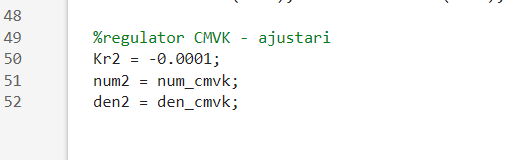 48
49 %regulator CMVK - ajustari
50 Kr2 = -0.0001;
51 num2 = num_cmvk;
52 den2 = den_cmvk;